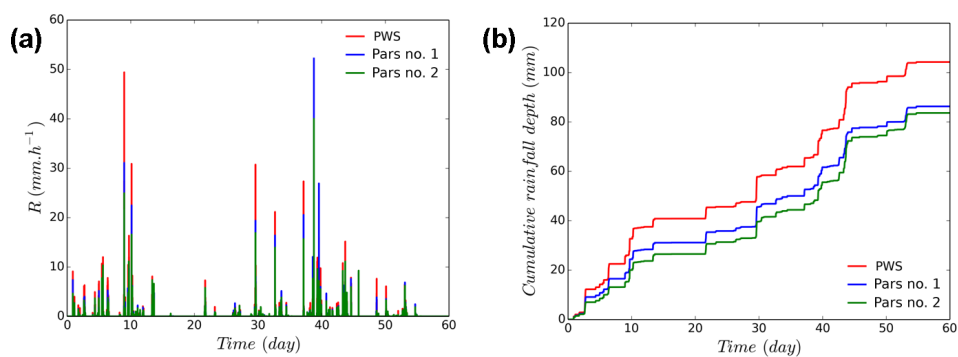 (a)
60
50
40
30
20
10
0
R (mm.h⁻¹)
PWS
Pars no. 1
Pars no. 2
0 10 20 30 40 50 60
Time (day)
(b)
120
100
80
60
40
20
0
Cumulative rainfall depth (mm)
PWS
Pars no. 1
Pars no. 2
0 10 20 30 40 50 60
Time (day)